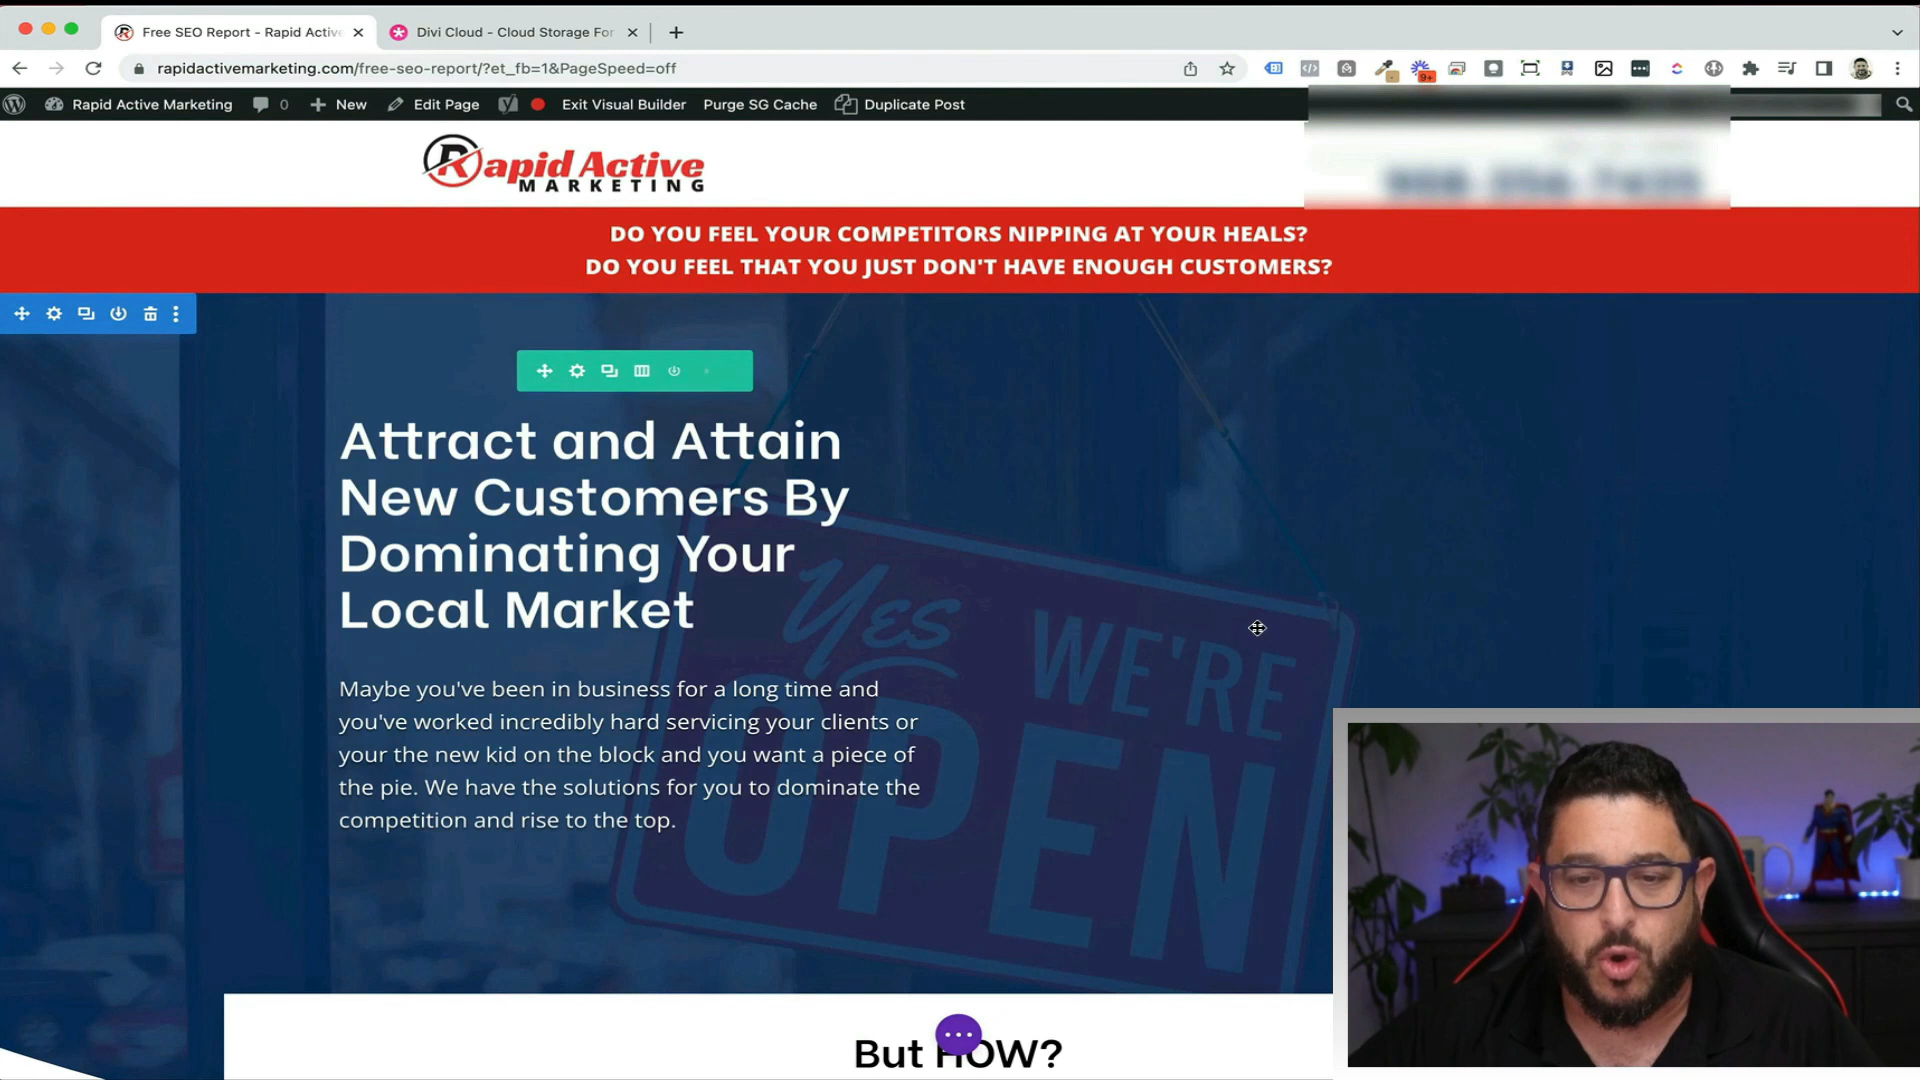 Free SEO Report - Rapid Active
Divi Cloud - Cloud Storage For
rapidactivemarketing.com/free-seo-report/?et_fb=1&PageSpeed=off
9+
Rapid Active Marketing 0 New Edit Page Exit Visual Builder Purge SG Cache Duplicate Post
Rapid Active
MARKETING
DO YOU FEEL YOUR COMPETITORS NIPPING AT YOUR HEALS?
DO YOU FEEL THAT YOU JUST DON'T HAVE ENOUGH CUSTOMERS?
Attract and Attain
New Customers By
Dominating Your
Local Market
Maybe you've been in business for a long time and
you've worked incredibly hard servicing your clients or
your the new kid on the block and you want a piece of
the pie. We have the solutions for you to dominate the
competition and rise to the top.
Yes WE'RE
OPEN
But HOW?